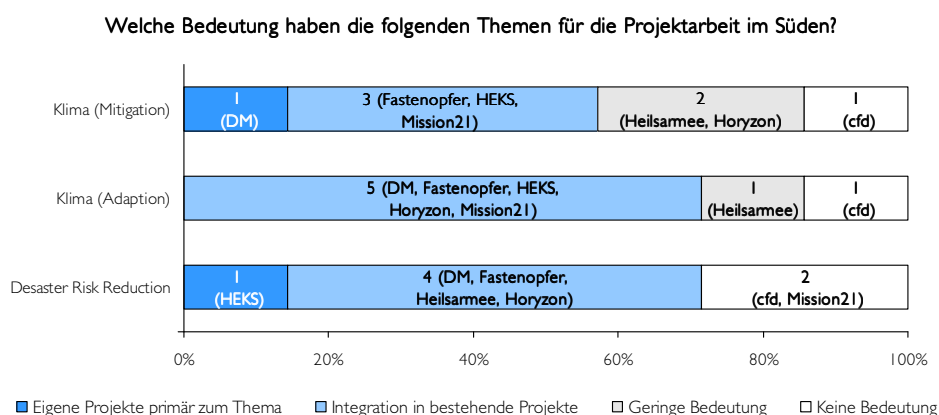 Welche Bedeutung haben die folgenden Themen für die Projektarbeit im Süden?
Klima (Mitigation)
1
(DM)
3 (Fastenopfer, HEKS,
Mission21)
2
(Heilsarmee, Horyzon)
1
(cfd)
Klima (Adaption)
5 (DM, Fastenopfer, HEKS,
Horyzon, Mission21)
1
(Heilsarmee)
1
(cfd)
Desaster Risk Reduction
1
(HEKS)
4 (DM, Fastenopfer,
Heilsarmee, Horyzon)
2
(cfd, Mission21)
0% 20% 40% 60% 80% 100%
Eigene Projekte primär zum Thema Integration in bestehende Projekte Geringe Bedeutung Keine Bedeutung